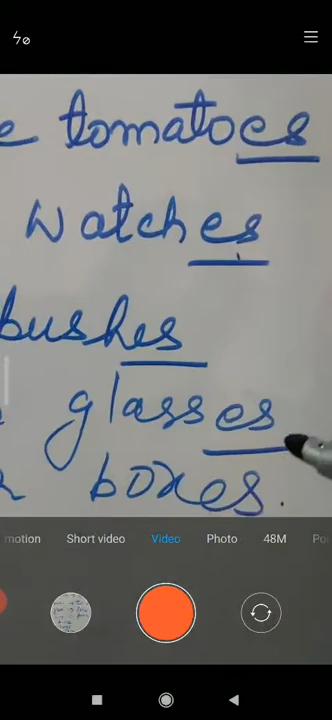 e tomatoes
watches
bushes
glasses
boxes.
motion Short video Video Photo 48M